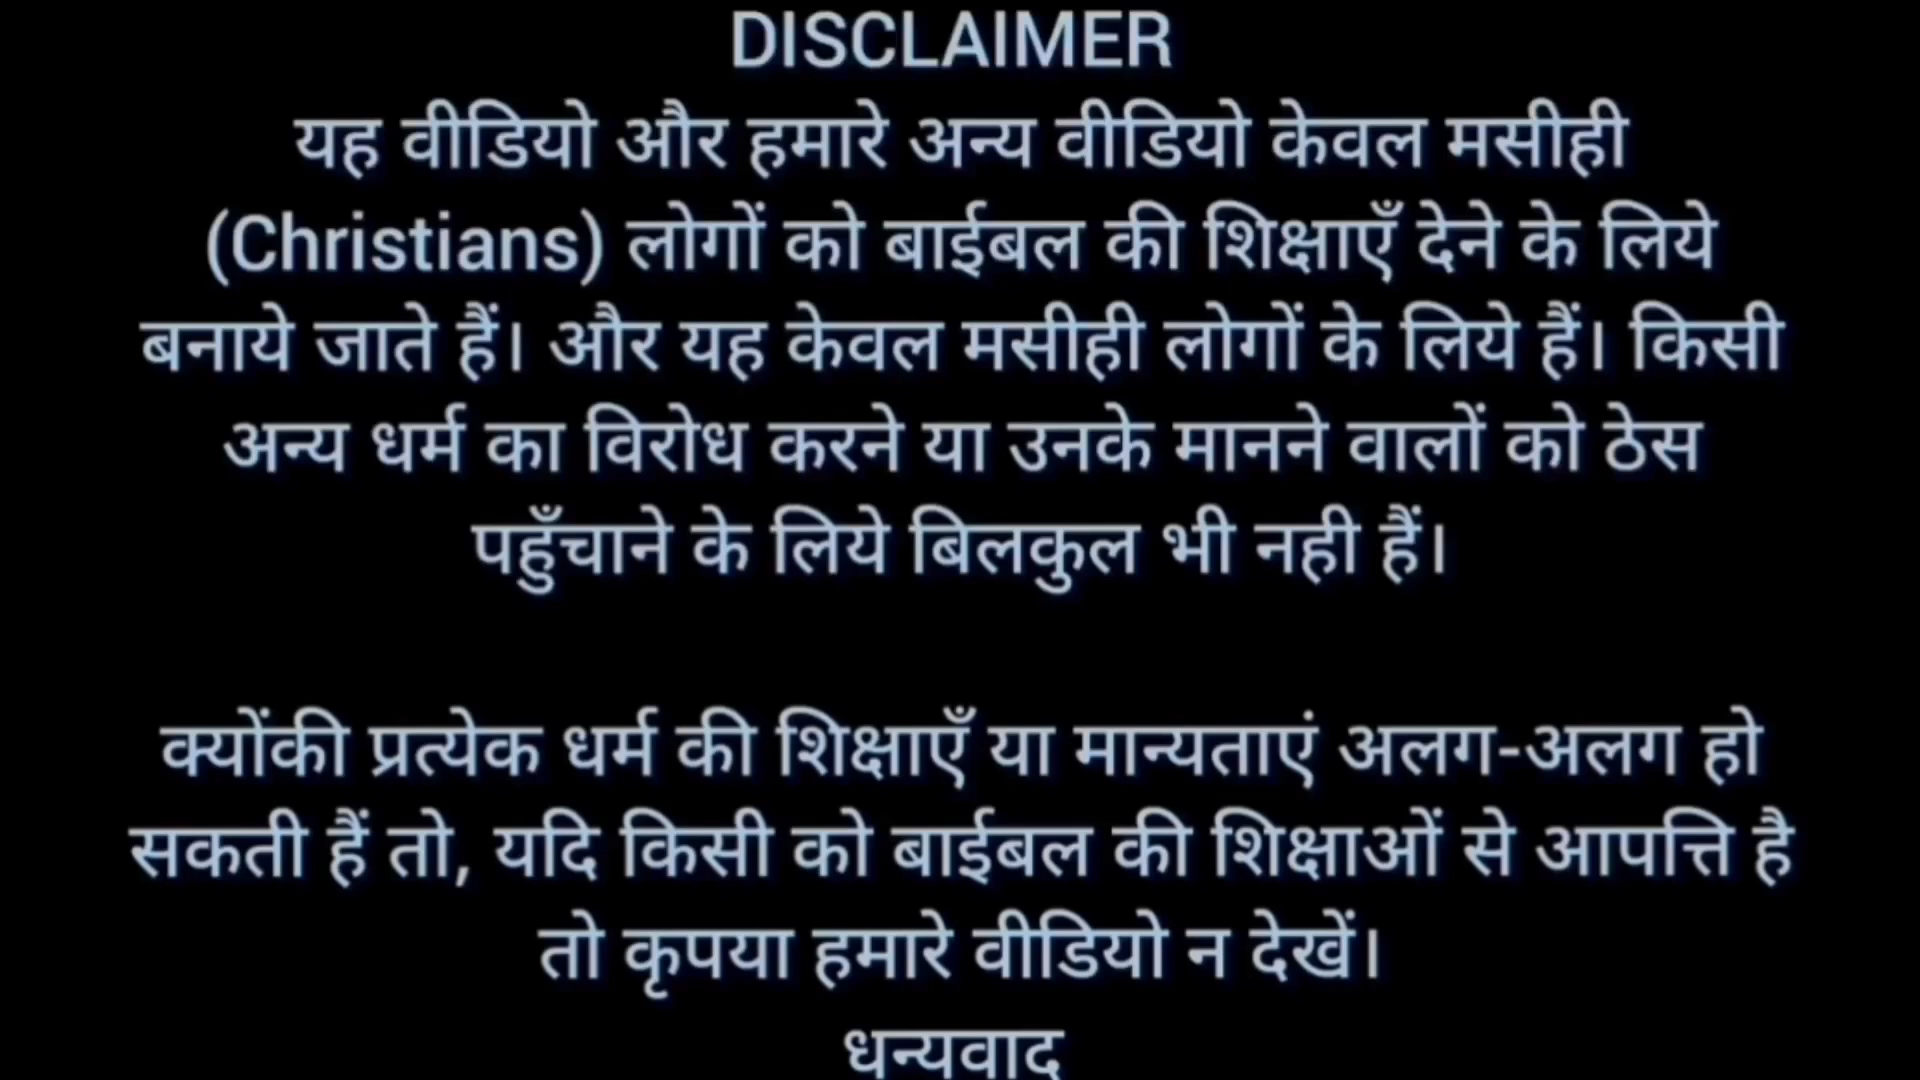 DISCLAIMER
यह वीडियो और हमारे अन्य वीडियो केवल मसीही
(Christians) लोगों को बाईबल की शिक्षाएँ देने के लिये
बनाये जाते हैं। और यह केवल मसीही लोगों के लिये हैं। किसी
अन्य धर्म का विरोध करने या उनके मानने वालों को ठेस
पहुँचाने के लिये बिलकुल भी नही हैं।
क्योंकी प्रत्येक धर्म की शिक्षाएँ या मान्यताएं अलग-अलग हो
सकती हैं तो, यदि किसी को बाईबल की शिक्षाओं से आपत्ति है
तो कृपया हमारे वीडियो न देखें।
धन्यवाद